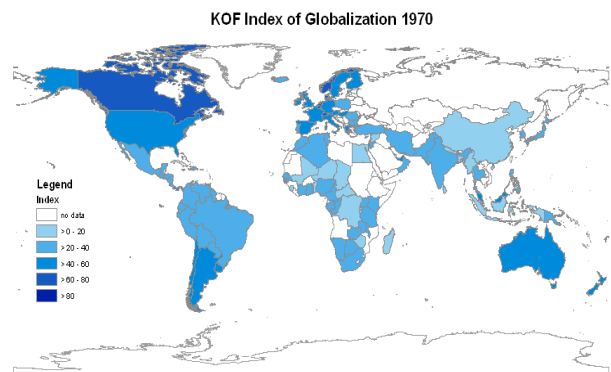 KOF Index of Globalization 1970
Legend
Index
no data
>0 - 20
>20 - 40
>40 - 60
>60 - 80
>80